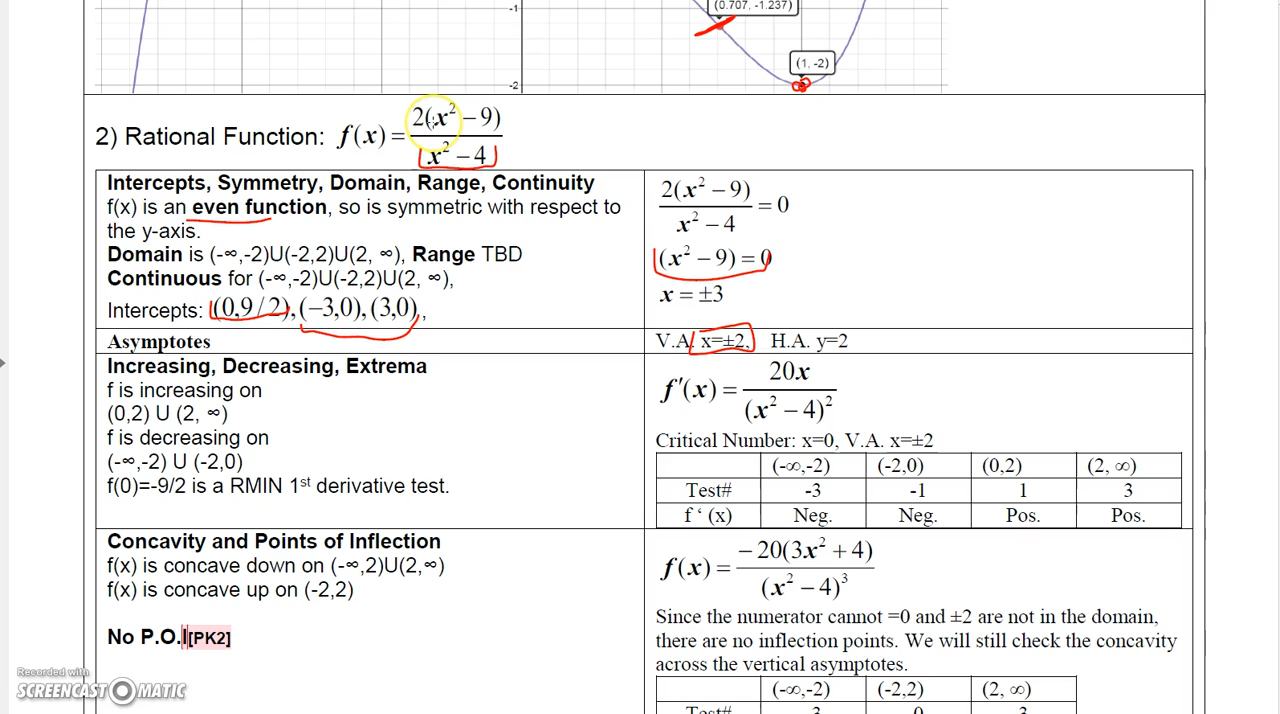 -1
(0.707, -1.237)
(1, -2)
-2
2) Rational Function: f(x) = 2(x² − 9) / x² − 4
Intercepts, Symmetry, Domain, Range, Continuity
f(x) is an even function, so is symmetric with respect to
the y-axis.
Domain is (-∞,-2)U(-2,2)U(2, ∞), Range TBD
Continuous for (-∞,-2)U(-2,2)U(2, ∞),
Intercepts: (0,9/2),(−3,0),(3,0),
2(x² − 9) / x² − 4 = 0
(x² − 9) = 0
x = ±3
Asymptotes
V.A. x=±2, H.A. y=2
Increasing, Decreasing, Extrema
f is increasing on
(0,2) U (2, ∞)
f is decreasing on
(-∞,-2) U (-2,0)
f(0)=-9/2 is a RMIN 1st derivative test.
f'(x) = 20x / (x² − 4)²
Critical Number: x=0, V.A. x=±2
(-∞,-2) (-2,0) (0,2) (2, ∞)
Test# -3 -1 1 3
f ‘ (x) Neg. Neg. Pos. Pos.
Concavity and Points of Inflection
f(x) is concave down on (-∞,2)U(2,∞)
f(x) is concave up on (-2,2)
No P.O.I[PK2]
f(x) = −20(3x² + 4) / (x² − 4)³
Since the numerator cannot =0 and ±2 are not in the domain,
there are no inflection points. We will still check the concavity
across the vertical asymptotes.
(-∞,-2) (-2,2) (2, ∞)
Test#
Recorded with
SCREENCAST-O-MATIC